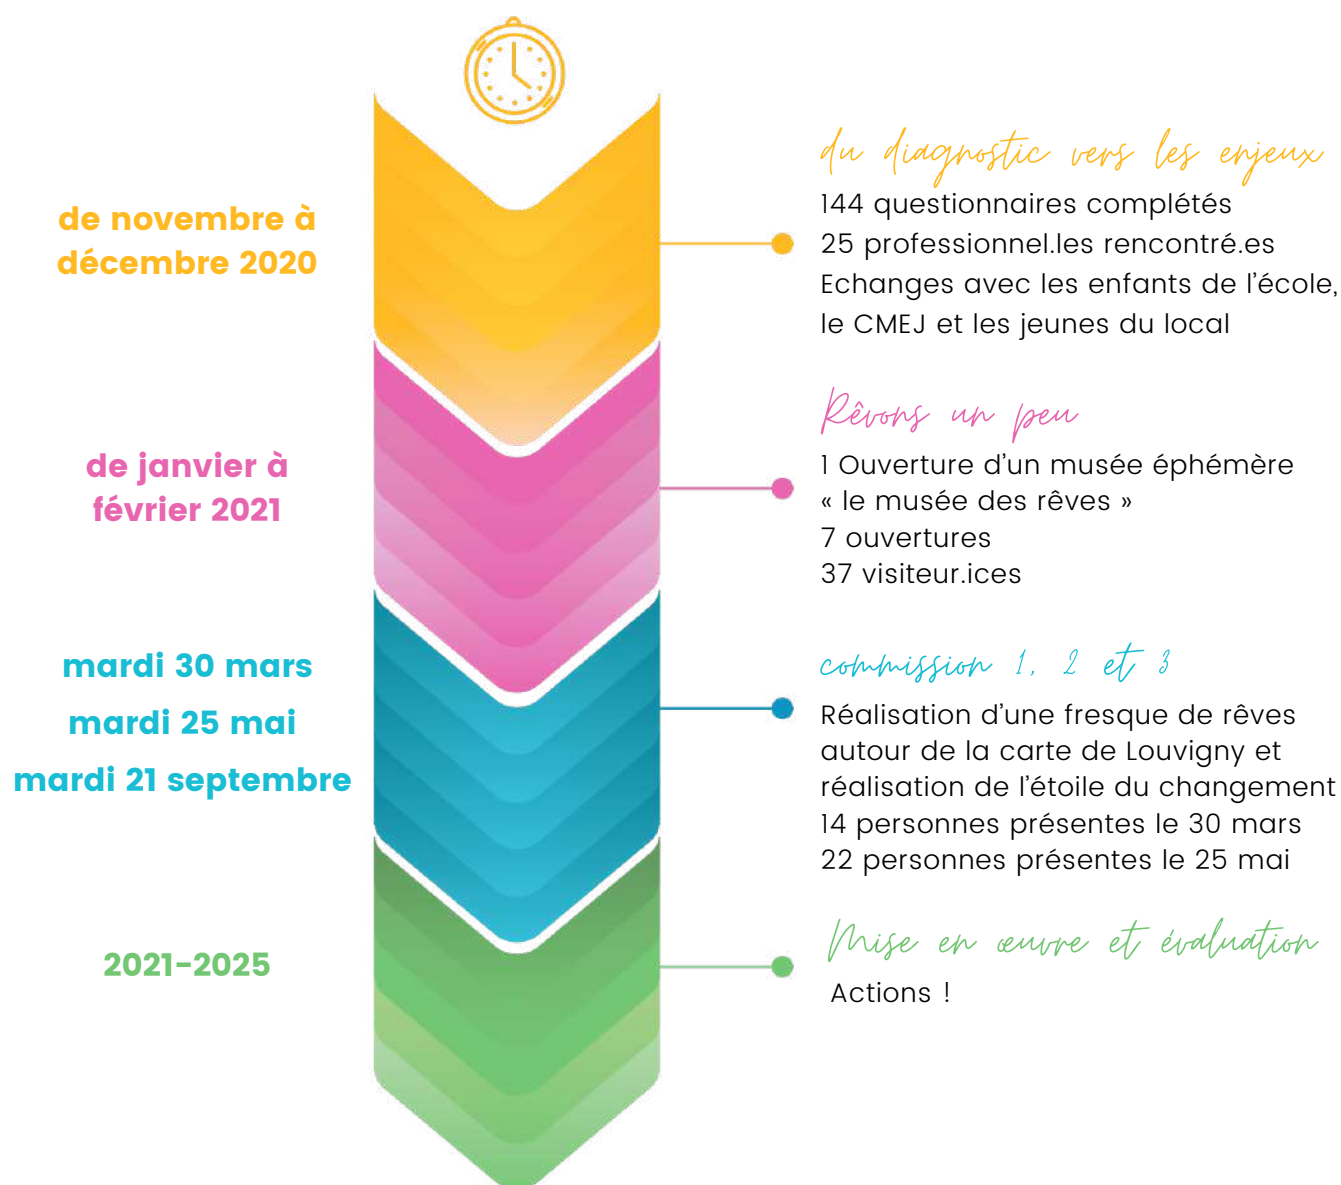 de novembre à
décembre 2020
du diagnostic vers les enjeux
144 questionnaires complétés
25 professionnel.les rencontré.es
Echanges avec les enfants de l'école,
le CMEJ et les jeunes du local
de janvier à
février 2021
Rêvons un peu
1 Ouverture d'un musée éphémère
« le musée des rêves »
7 ouvertures
37 visiteur.ices
mardi 30 mars
mardi 25 mai
mardi 21 septembre
commission 1, 2 et 3
Réalisation d'une fresque de rêves
autour de la carte de Louvigny et
réalisation de l'étoile du changement
14 personnes présentes le 30 mars
22 personnes présentes le 25 mai
2021-2025
Mise en œuvre et évaluation
Actions !